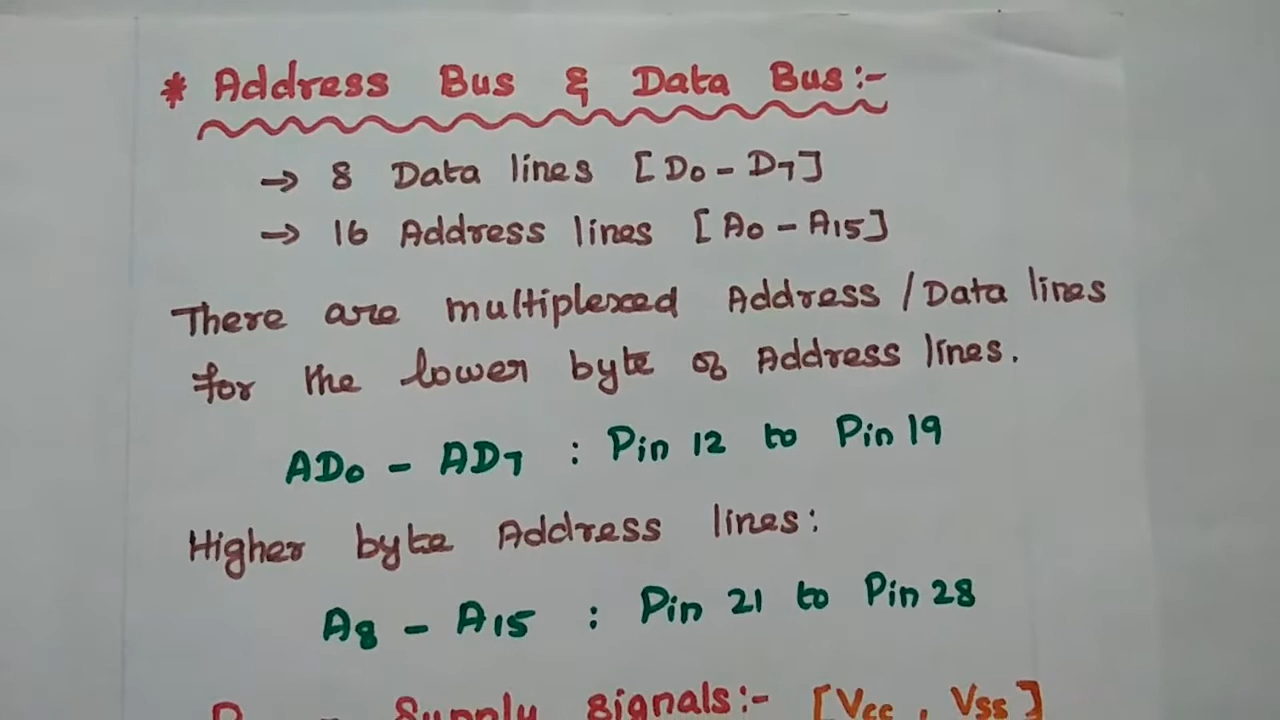 * Address Bus & Data Bus:-
→ 8 Data lines [D0 - D7]
→ 16 Address lines [A0 - A15]
There are multiplexed Address / Data lines
for the lower byte of Address lines.
AD0 - AD7 : Pin 12 to Pin 19
Higher byte Address lines:
A8 - A15 : Pin 21 to Pin 28
Supply signals:- [Vcc, Vss]